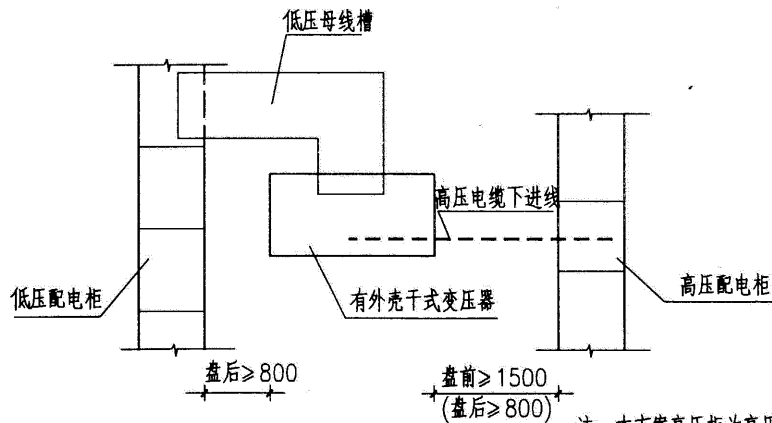 低压母线槽
高压电缆下进线
低压配电柜
有外壳干式变压器
高压配电柜
盘后≥800
盘前≥1500
(盘后≥800)